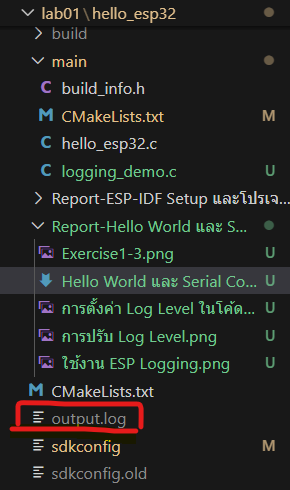 lab01\hello_esp32
build
main
build_info.h
CMakeLists.txt M
hello_esp32.c
logging_demo.c U
Report-ESP-IDF Setup และโปรเจ...
Report-Hello World และ S...
Exercise1-3.png U
Hello World และ Serial Co... U
การตั้งค่า Log Level ในโค้ด... U
การปรับ Log Level.png U
ใช้งาน ESP Logging.png U
CMakeLists.txt
output.log
sdkconfig M
sdkconfig.old